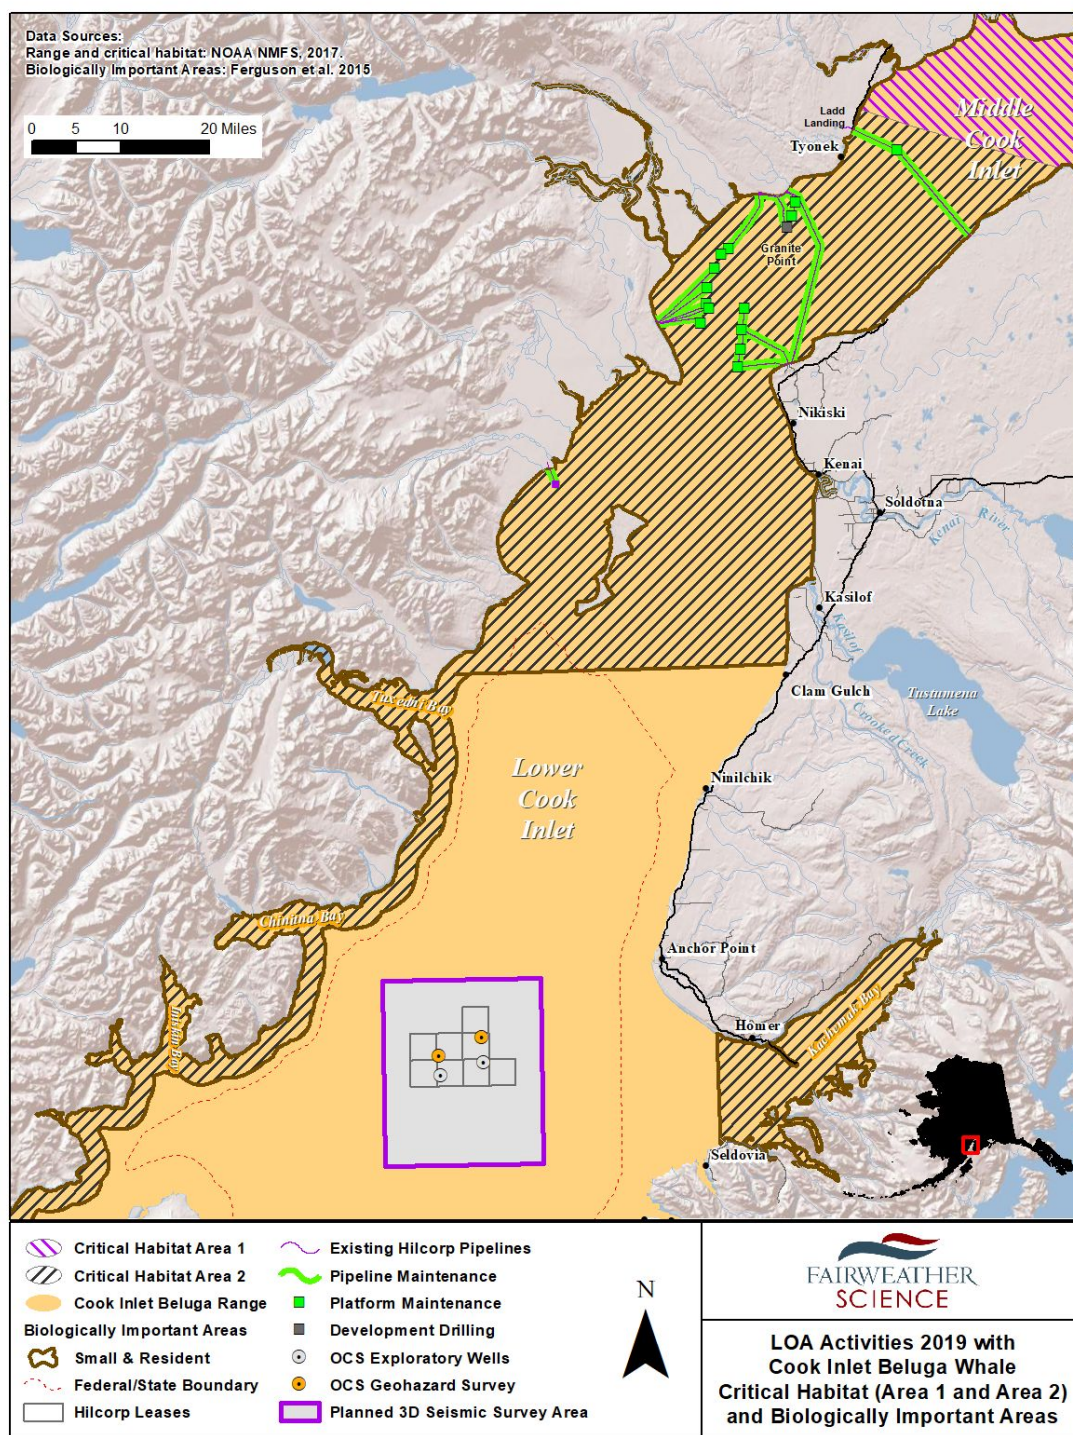 Data Sources:
Range and critical habitat: NOAA NMFS, 2017.
Biologically Important Areas: Ferguson et al. 2015
0 5 10 20 Miles
Ladd
Landing
Tyonek
Middle
Cook
Inlet
Granite
Point
Nikiski
Kenai
Soldotna
Kenai River
Kasilof
Kasilof
Tuxedni Bay
Clam Gulch
Tustumena
Lake
Crooked Creek
Lower
Cook
Inlet
Ninilchik
Chinitna Bay
Anchor Point
Iniskin Bay
Homer
Kachemak Bay
Seldovia
Critical Habitat Area 1
Critical Habitat Area 2
Cook Inlet Beluga Range
Biologically Important Areas
Small & Resident
Federal/State Boundary
Hilcorp Leases
Existing Hilcorp Pipelines
Pipeline Maintenance
Platform Maintenance
Development Drilling
OCS Exploratory Wells
OCS Geohazard Survey
Planned 3D Seismic Survey Area
N
FAIRWEATHER
SCIENCE
LOA Activities 2019 with
Cook Inlet Beluga Whale
Critical Habitat (Area 1 and Area 2)
and Biologically Important Areas